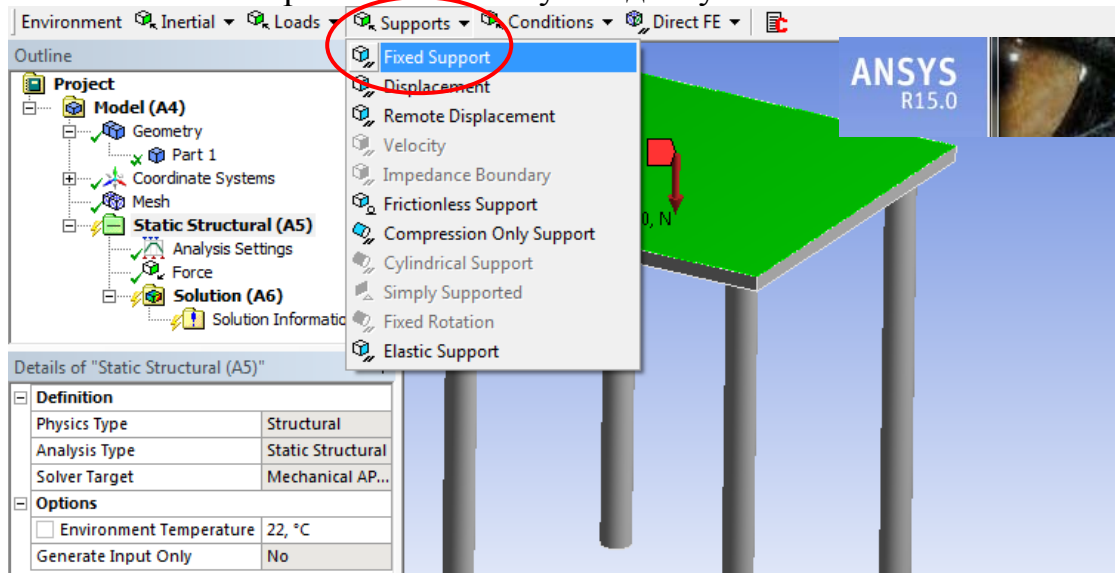 Environment Inertial Loads Supports Conditions Direct FE
Outline
Project
Model (A4)
Geometry
Part 1
Coordinate Systems
Mesh
Static Structural (A5)
Analysis Settings
Force
Solution (A6)
Solution Informatio
Fixed Support
Displacement
Remote Displacement
Velocity
Impedance Boundary
Frictionless Support
Compression Only Support
Cylindrical Support
Simply Supported
Fixed Rotation
Elastic Support
0, N
ANSYS
R15.0
Details of "Static Structural (A5)"
Definition
Physics Type Structural
Analysis Type Static Structural
Solver Target Mechanical AP...
Options
Environment Temperature 22, °C
Generate Input Only No